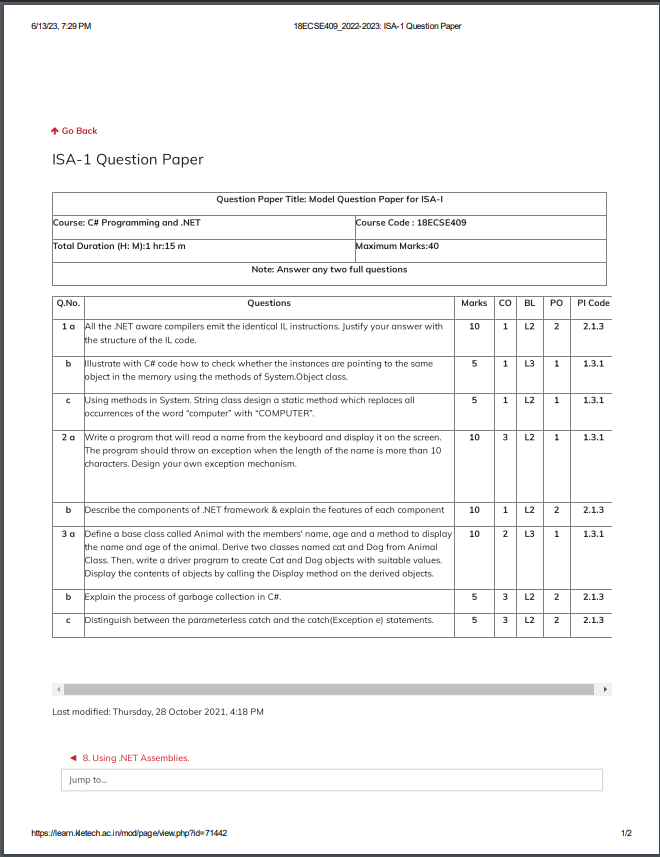 6/13/23, 7:29 PM 18ECSE409_2022-2023: ISA-1 Question Paper
Go Back
ISA-1 Question Paper
Question Paper Title: Model Question Paper for ISA-I
Course: C# Programming and .NET Course Code : 18ECSE409
Total Duration (H: M):1 hr:15 m Maximum Marks:40
Note: Answer any two full questions
Q.No. Questions Marks CO BL PO PI Code
1 a All the .NET aware compilers emit the identical IL instructions. Justify your answer with 10 1 L2 2 2.1.3
the structure of the IL code.
b Illustrate with C# code how to check whether the instances are pointing to the same 5 1 L3 1 1.3.1
object in the memory using the methods of System.Object class.
c Using methods in System. String class design a static method which replaces all 5 1 L2 1 1.3.1
occurrences of the word “computer” with “COMPUTER”.
2 a Write a program that will read a name from the keyboard and display it on the screen. 10 3 L2 1 1.3.1
The program should throw an exception when the length of the name is more than 10
characters. Design your own exception mechanism.
b Describe the components of .NET framework & explain the features of each component 10 1 L2 2 2.1.3
3 a Define a base class called Animal with the members' name, age and a method to display 10 2 L3 1 1.3.1
the name and age of the animal. Derive two classes named cat and Dog from Animal
Class. Then, write a driver program to create Cat and Dog objects with suitable values.
Display the contents of objects by calling the Display method on the derived objects.
b Explain the process of garbage collection in C#. 5 3 L2 2 2.1.3
c Distinguish between the parameterless catch and the catch(Exception e) statements. 5 3 L2 2 2.1.3
Last modified: Thursday, 28 October 2021, 4:18 PM
◄ 8. Using .NET Assemblies.
Jump to...
https://learn.kletech.ac.in/mod/page/view.php?id=71442 1/2